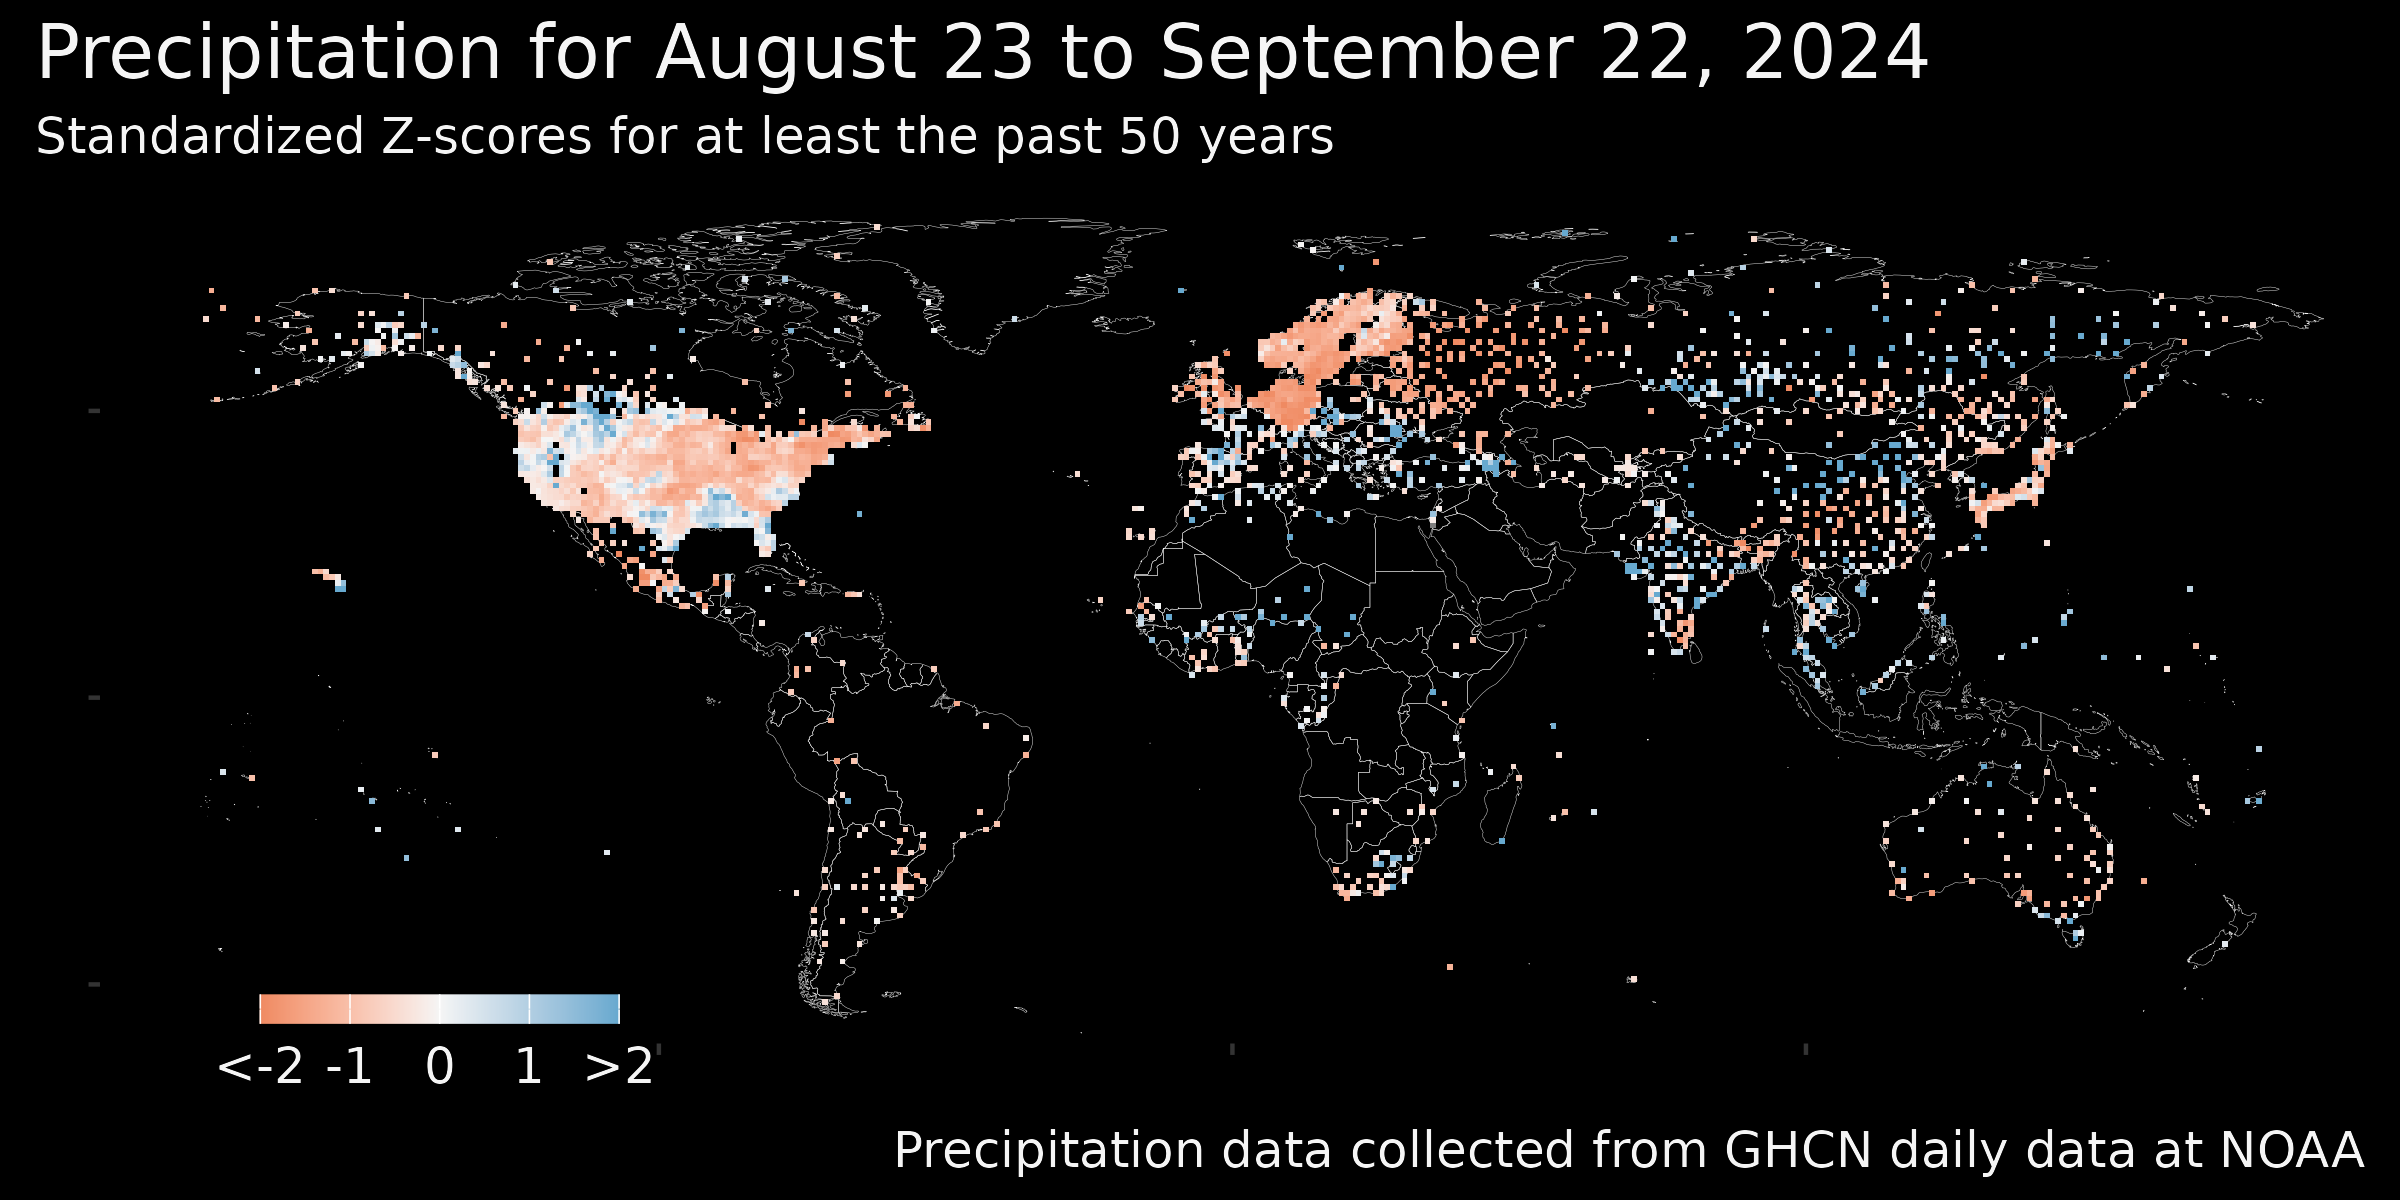 Precipitation for August 23 to September 22, 2024
Standardized Z-scores for at least the past 50 years
<-2 -1 0 1 >2
Precipitation data collected from GHCN daily data at NOAA